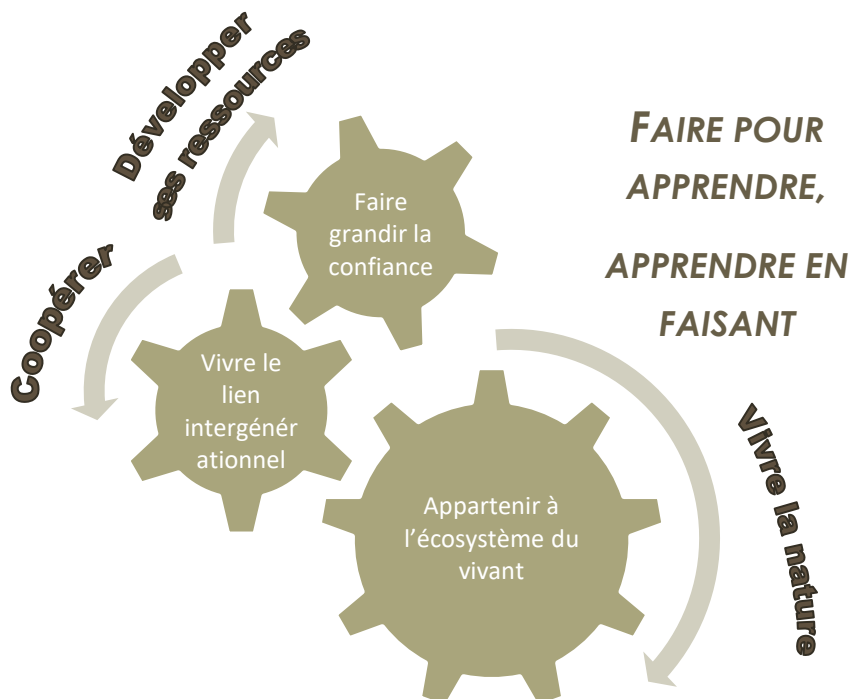 Développer
ses ressources
Faire
grandir la
confiance
FAIRE POUR
APPRENDRE,
APPRENDRE EN
FAISANT
Coopérer
Vivre le
lien
intergénér
ationnel
Appartenir à
l’écosystème du
vivant
Vivre la nature